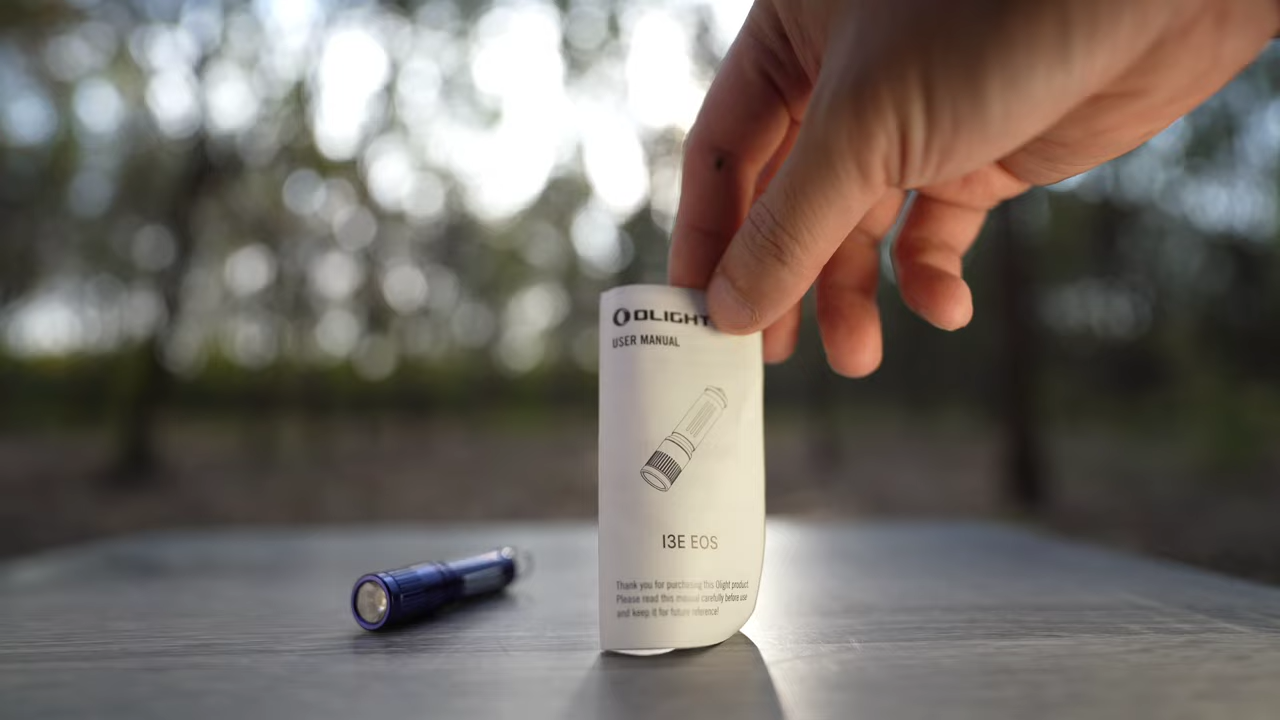 OLIGHT
USER MANUAL
I3E EOS
Thank you for purchasing this Olight product
Please read this manual carefully before use
and keep it for future reference!